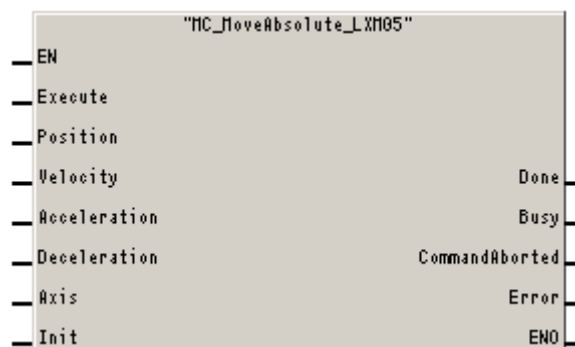 "MC_MoveAbsolute_LXM05"
EN
Execute
Position
Velocity Done
Acceleration Busy
Deceleration CommandAborted
Axis Error
Init ENO